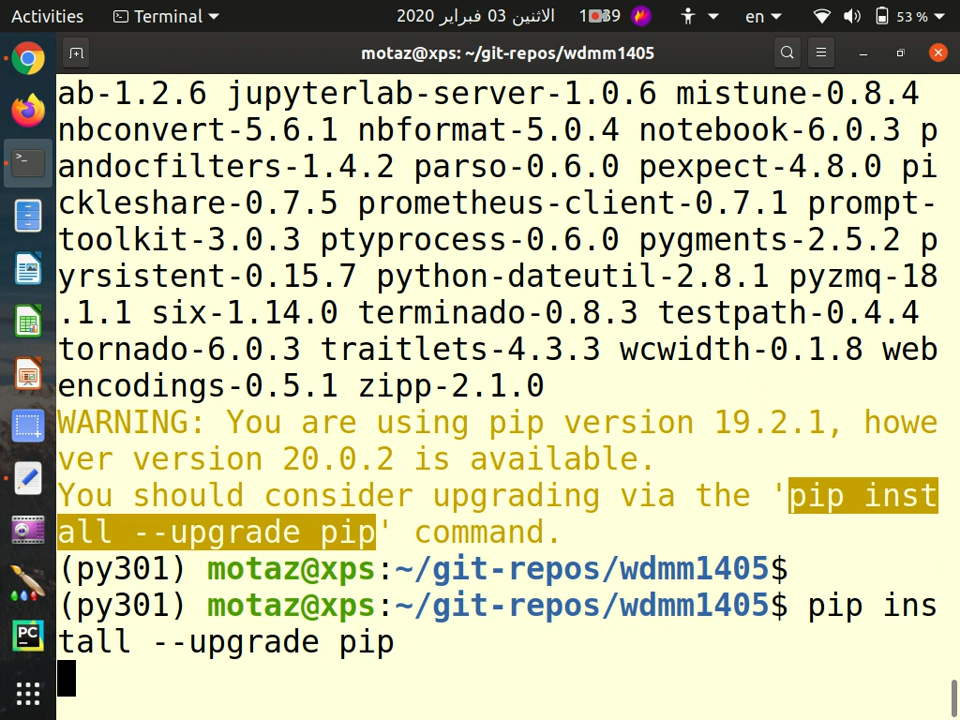 Activities Terminal الاثنين 03 فبراير 2020 en 53 %
motaz@xps: ~/git-repos/wdmm1405
ab-1.2.6 jupyterlab-server-1.0.6 mistune-0.8.4
nbconvert-5.6.1 nbformat-5.0.4 notebook-6.0.3 p
andocfilters-1.4.2 parso-0.6.0 pexpect-4.8.0 pi
ckleshare-0.7.5 prometheus-client-0.7.1 prompt-
toolkit-3.0.3 ptyprocess-0.6.0 pygments-2.5.2 p
yrsistent-0.15.7 python-dateutil-2.8.1 pyzmq-18
.1.1 six-1.14.0 terminado-0.8.3 testpath-0.4.4
tornado-6.0.3 traitlets-4.3.3 wcwidth-0.1.8 web
encodings-0.5.1 zipp-2.1.0
WARNING: You are using pip version 19.2.1, howe
ver version 20.0.2 is available.
You should consider upgrading via the 'pip inst
all --upgrade pip' command.
(py301) motaz@xps:~/git-repos/wdmm1405$
(py301) motaz@xps:~/git-repos/wdmm1405$ pip ins
tall --upgrade pip
PC